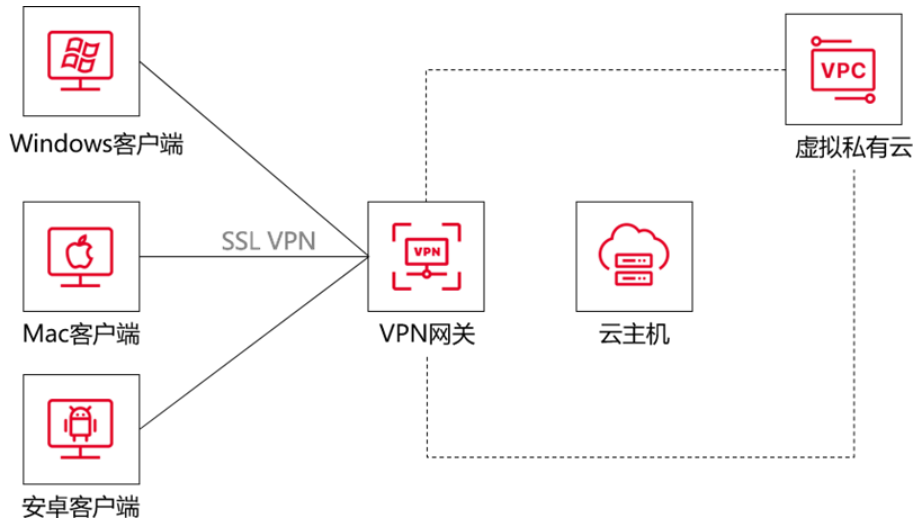 VPC
Windows客户端
虚拟私有云
SSL VPN
VPN
Mac客户端
VPN网关
云主机
安卓客户端